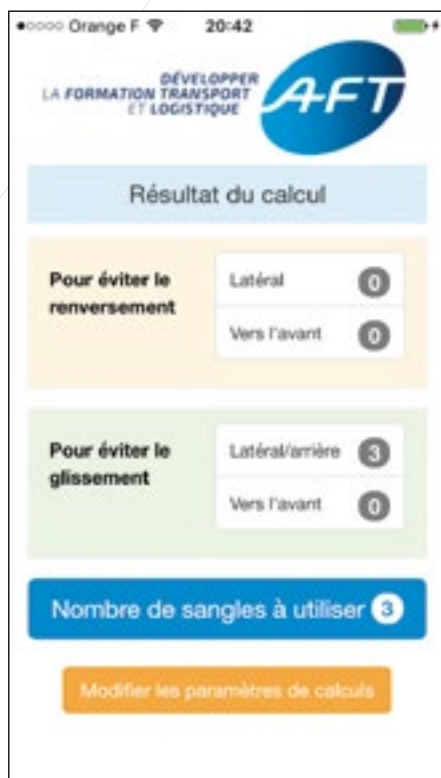 Orange F 20:42
DÉVELOPPER
LA FORMATION TRANSPORT
ET LOGISTIQUE
AFT
Résultat du calcul
Pour éviter le
renversement
Latéral 0
Vers l'avant 0
Pour éviter le
glissement
Latéral/arrière 3
Vers l'avant 0
Nombre de sangles à utiliser 3
Modifier les paramètres de calculs